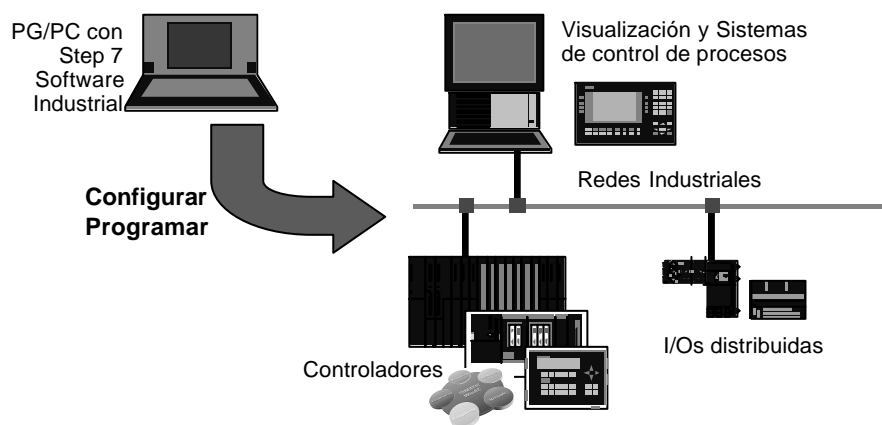 PG/PC con
Step 7
Software
Industrial
Visualización y Sistemas
de control de procesos
Configurar
Programar
Redes Industriales
Controladores
I/Os distribuidas